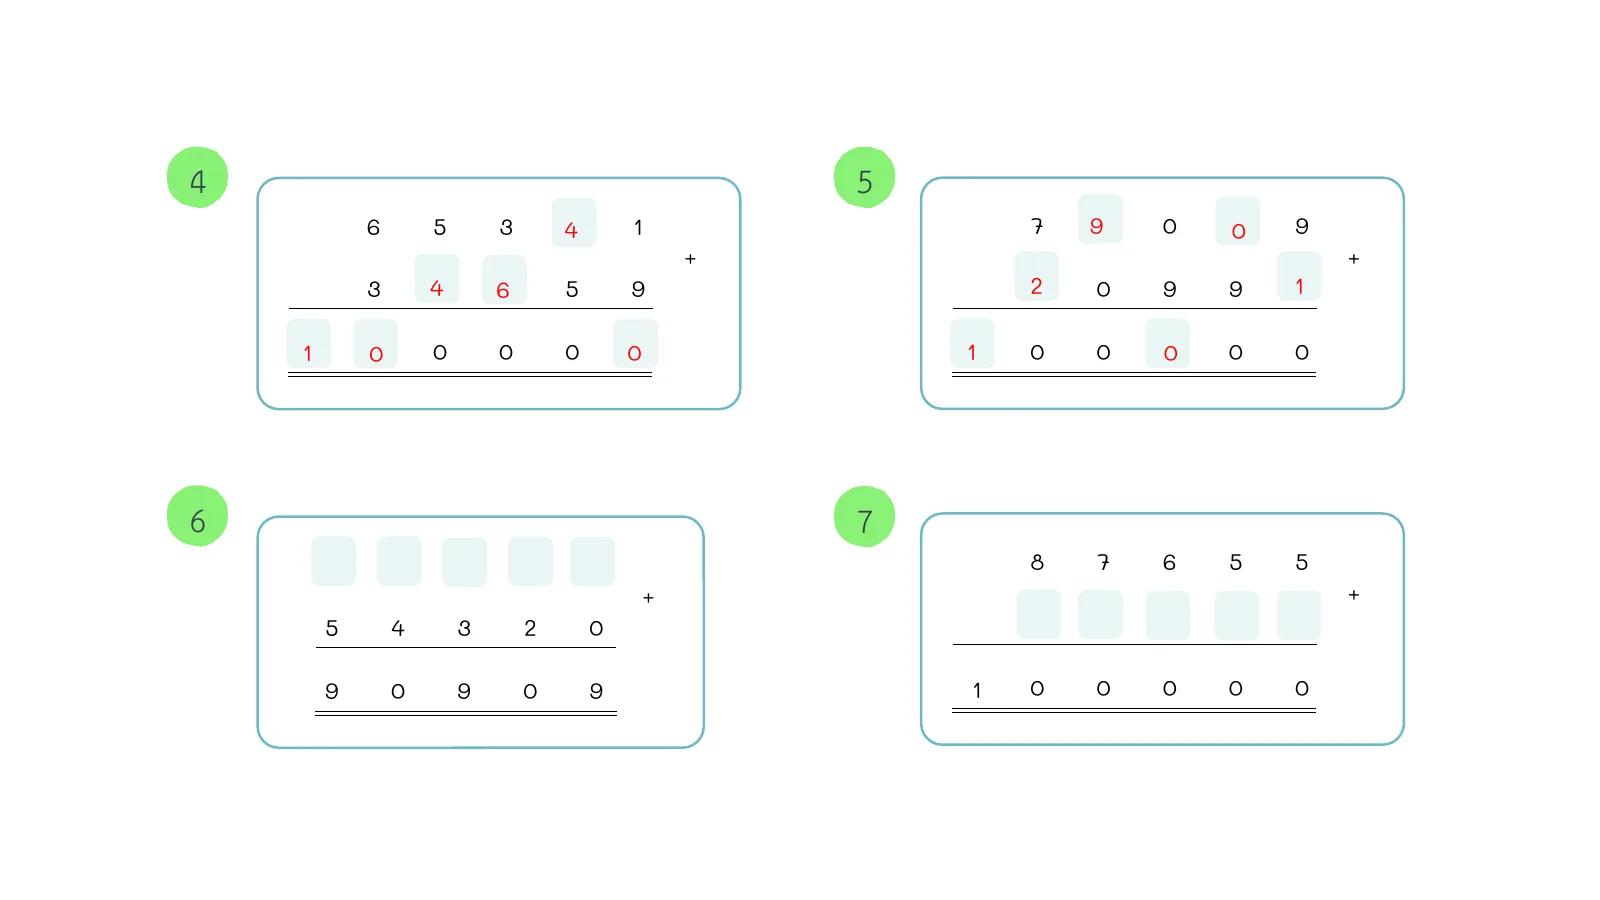 4
6 5 3 4 1
+
3 4 6 5 9
1 0 0 0 0 0
5
7 9 0 0 9
+
2 0 9 9 1
1 0 0 0 0 0
6
+
5 4 3 2 0
9 0 9 0 9
7
8 7 6 5 5
+
1 0 0 0 0 0